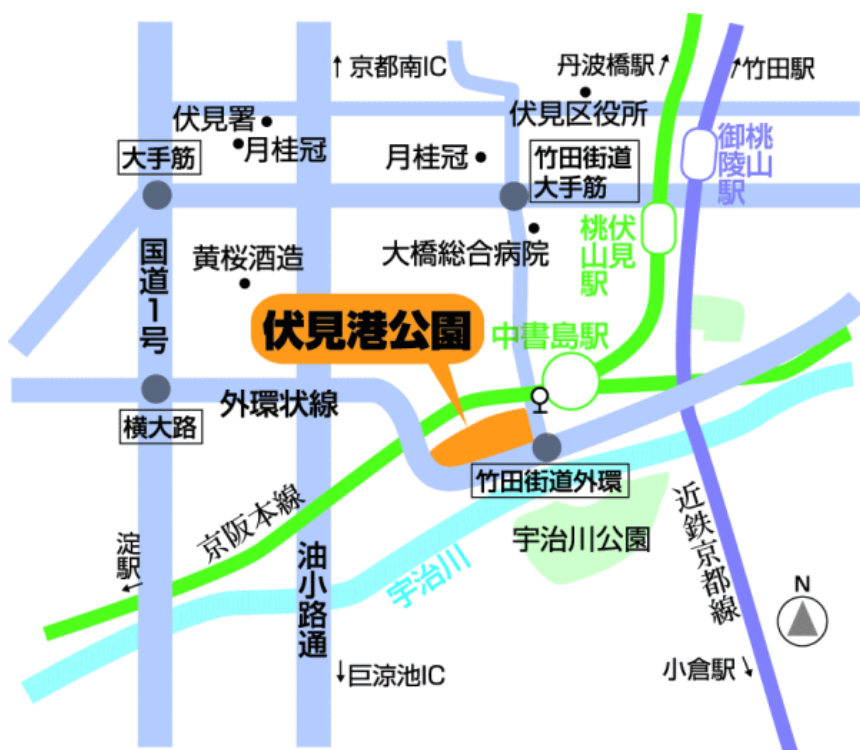 ↑京都南IC
丹波橋駅↑
↑竹田駅
伏見署
伏見区役所
大手筋
月桂冠
月桂冠
竹田街道
大手筋
桃山
御陵駅
国道1号
黄桜酒造
大橋総合病院
伏見
桃山駅
伏見港公園
中書島駅
外環状線
横大路
竹田街道外環
京阪本線
宇治川公園
近鉄京都線
淀駅
←
油小路通
宇治川
N
↓巨涼池IC
小倉駅↓